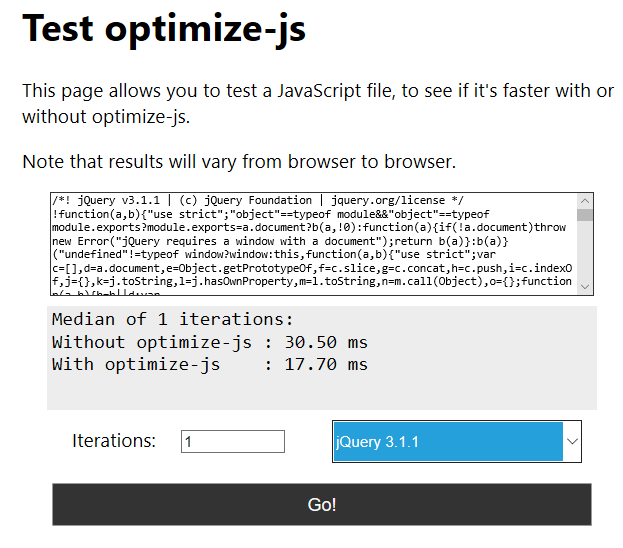 Test optimize-js
This page allows you to test a JavaScript file, to see if it's faster with or
without optimize-js.
Note that results will vary from browser to browser.
/*! jQuery v3.1.1 | (c) jQuery Foundation | jquery.org/license */
!function(a,b){"use strict";"object"==typeof module&&"object"==typeof
module.exports?module.exports=a.document?b(a,!0):function(a){if(!a.document)throw
new Error("jQuery requires a window with a document");return b(a)}:b(a)}
("undefined"!=typeof window?window:this,function(a,b){"use strict";var
c=[],d=a.document,e=Object.getPrototypeOf,f=c.slice,g=c.concat,h=c.push,i=c.indexO
f,j={},k=j.toString,l=j.hasOwnProperty,m=l.toString,n=m.call(Object),o={};function
Median of 1 iterations:
Without optimize-js : 30.50 ms
With optimize-js    : 17.70 ms
Iterations: 1
jQuery 3.1.1
Go!